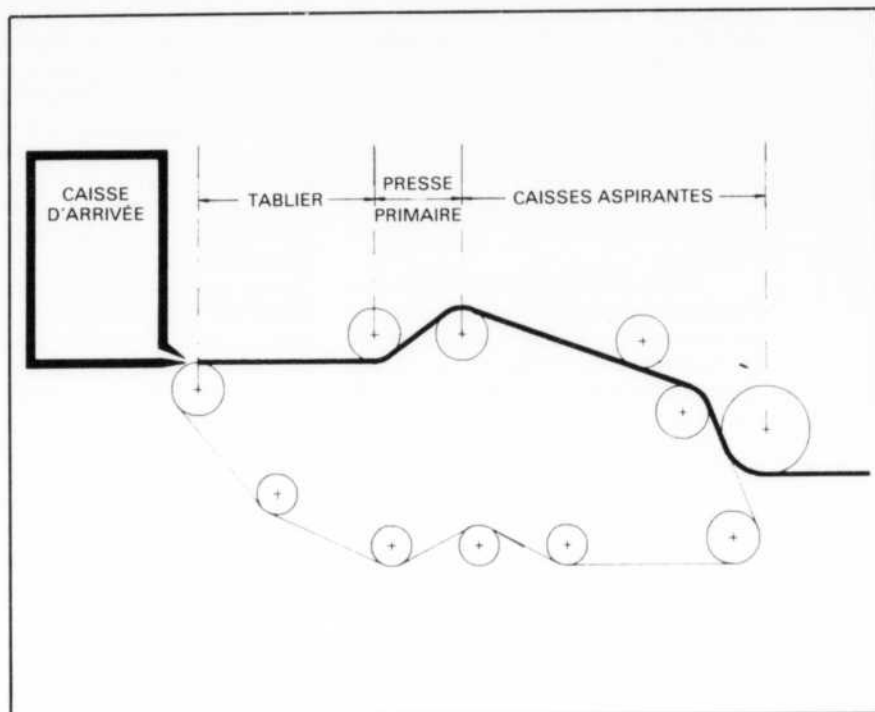 CAISSE
D'ARRIVÉE
TABLIER
PRESSE
PRIMAIRE
CAISSES ASPIRANTES